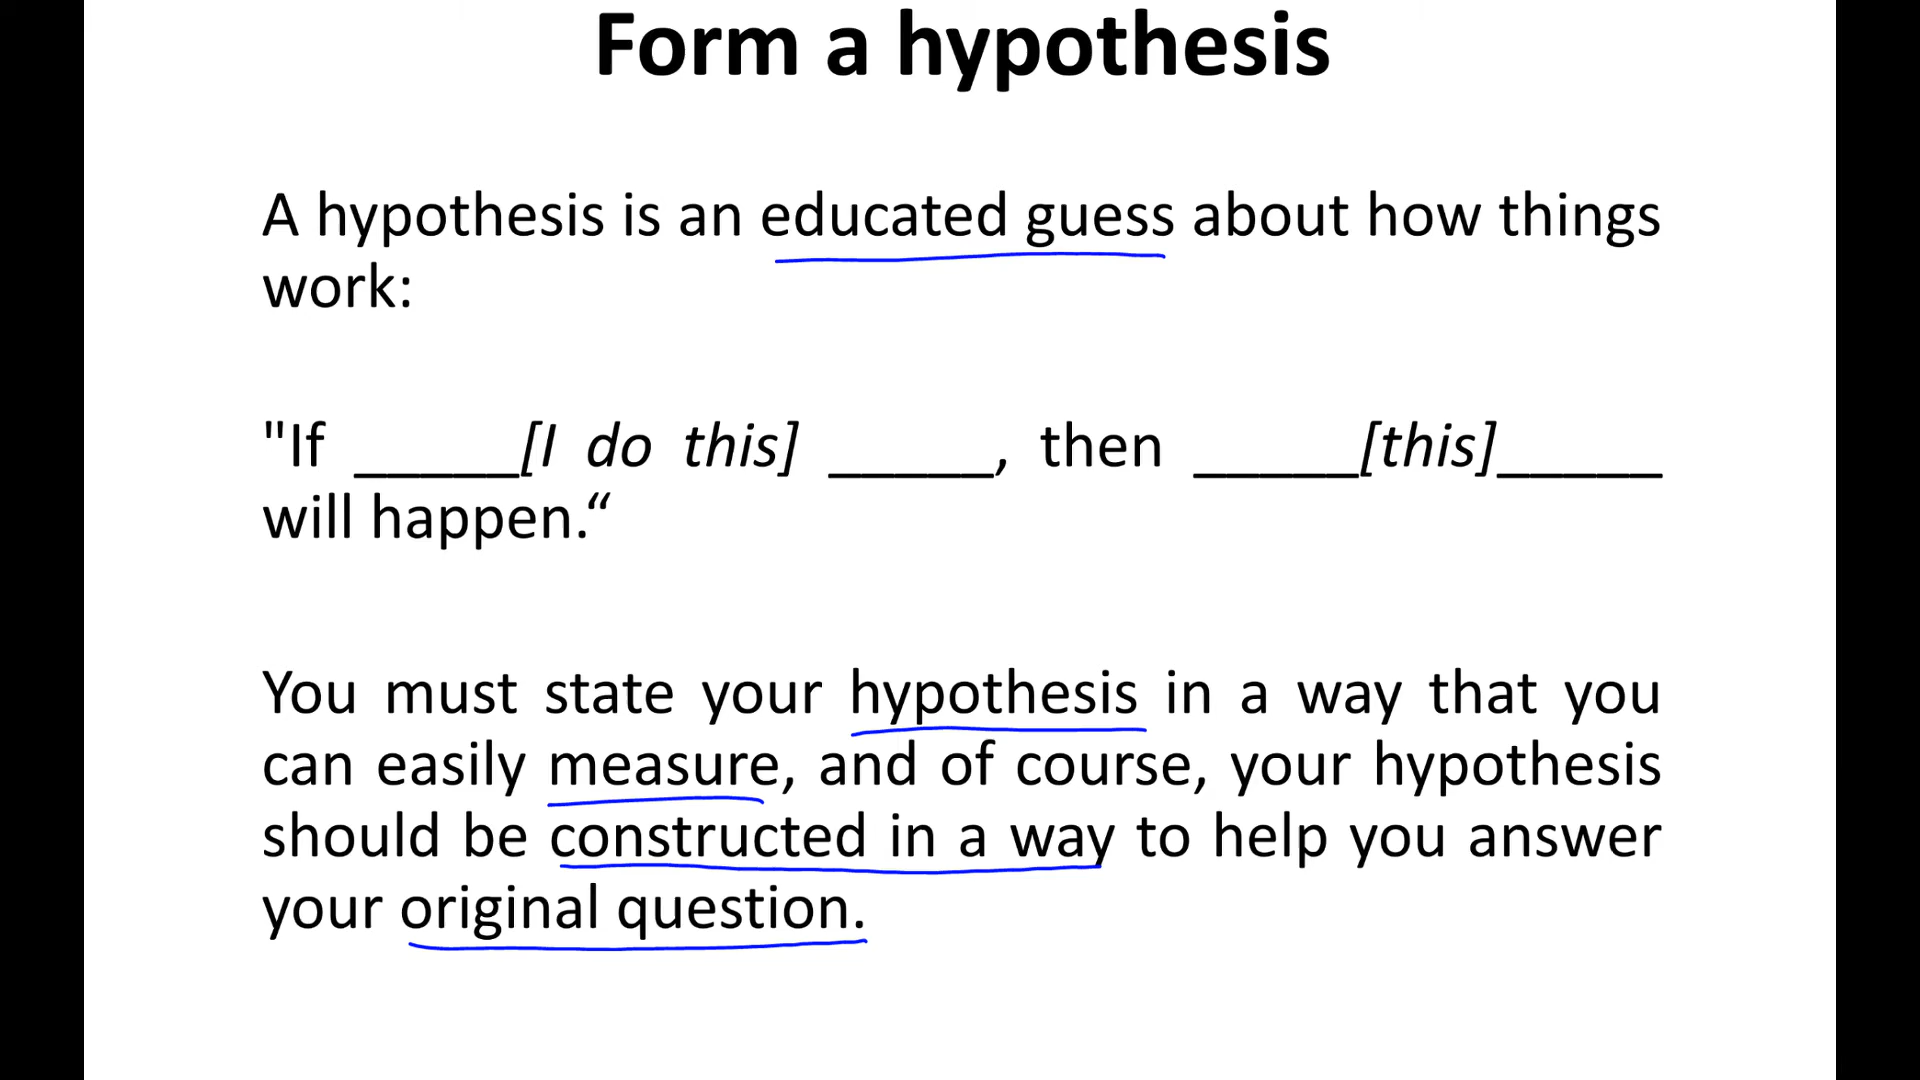 Form a hypothesis
A hypothesis is an educated guess about how things
work:
"If _____[I do this] _____, then _____[this]_____
will happen.“
You must state your hypothesis in a way that you
can easily measure, and of course, your hypothesis
should be constructed in a way to help you answer
your original question.